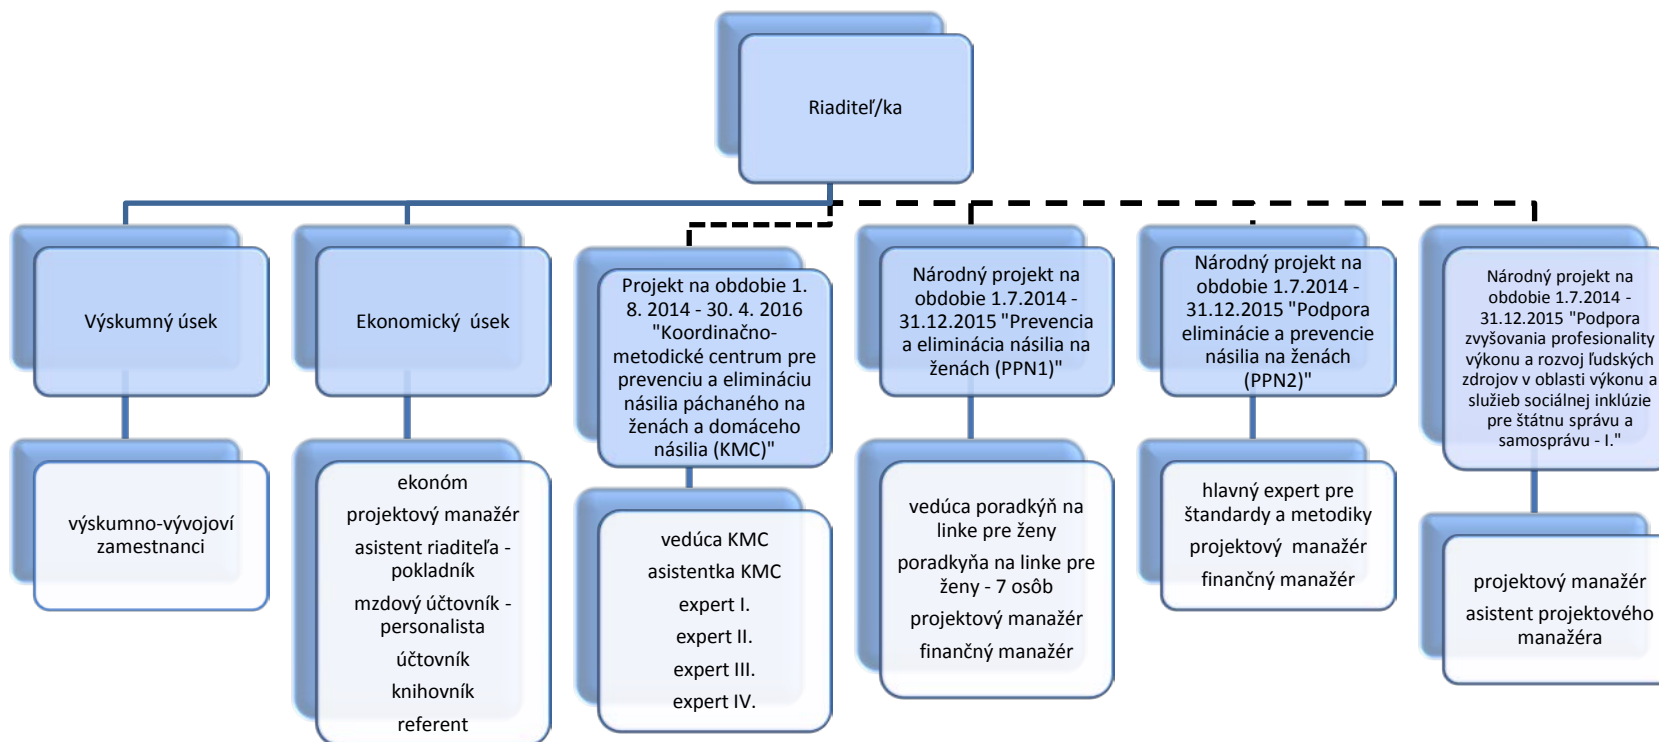 Riaditeľ/ka
Výskumný úsek
výskumno-vývojoví
zamestnanci
Ekonomický  úsek
ekonóm
projektový manažér
asistent riaditeľa -
pokladník
mzdový účtovník -
personalista
účtovník
knihovník
referent
Projekt na obdobie 1.
8. 2014 - 30. 4. 2016
"Koordinačno-
metodické centrum pre
prevenciu a elimináciu
násilia páchaného na
ženách a domáceho
násilia (KMC)"
vedúca KMC
asistentka KMC
expert I.
expert II.
expert III.
expert IV.
Národný projekt na
obdobie 1.7.2014 -
31.12.2015 "Prevencia
a eliminácia násilia na
ženách (PPN1)"
vedúca poradkýň na
linke pre ženy
poradkyňa na linke pre
ženy - 7 osôb
projektový manažér
finančný manažér
Národný projekt na
obdobie 1.7.2014 -
31.12.2015 "Podpora
eliminácie a prevencie
násilia na ženách
(PPN2)"
hlavný expert pre
štandardy a metodiky
projektový  manažér
finančný manažér
Národný projekt na
obdobie 1.7.2014 -
31.12.2015 "Podpora
zvyšovania profesionality
výkonu a rozvoj ľudských
zdrojov v oblasti výkonu a
služieb sociálnej inklúzie
pre štátnu správu a
samosprávu - I."
projektový manažér
asistent projektového
manažéra